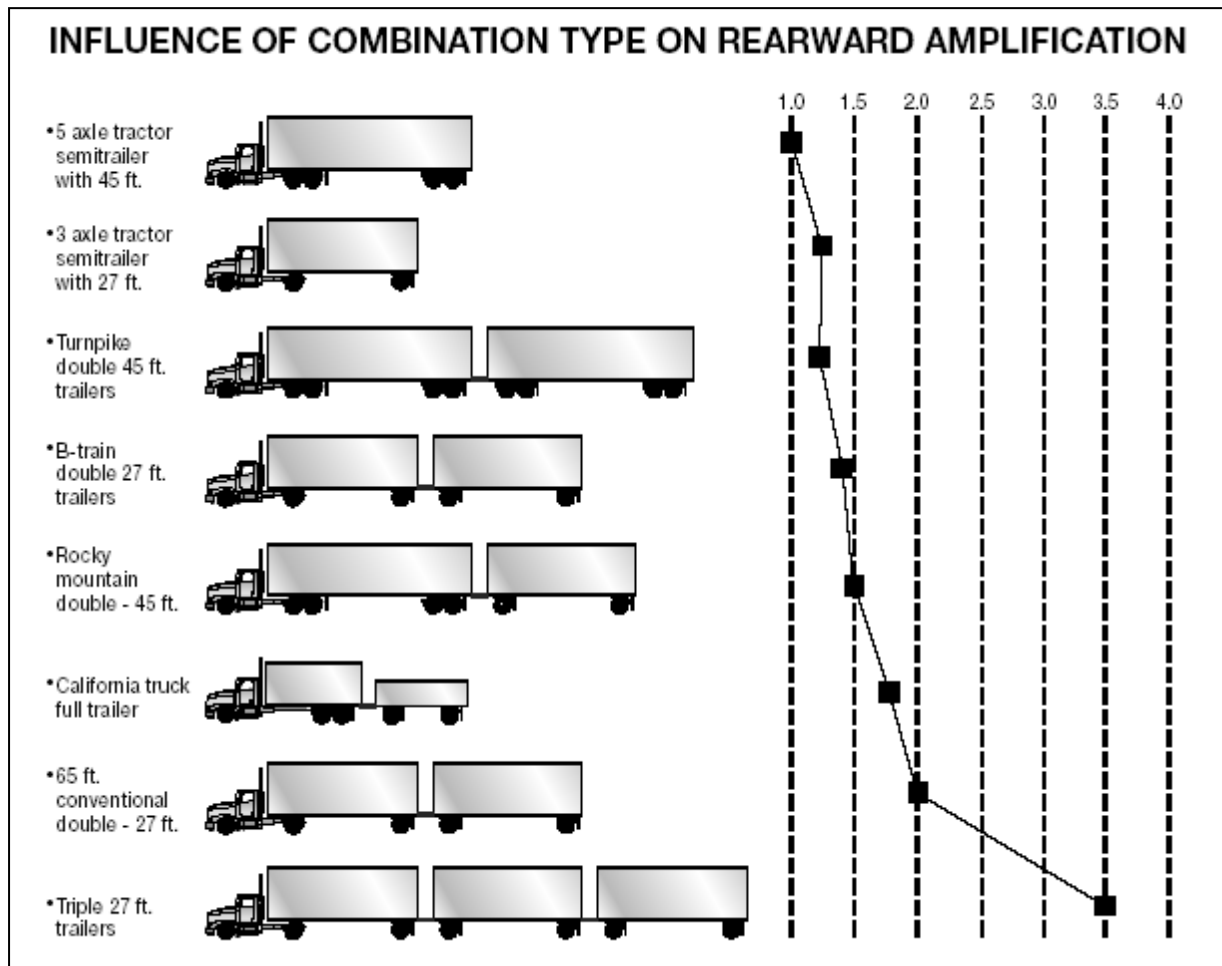 INFLUENCE OF COMBINATION TYPE ON REARWARD AMPLIFICATION
1.0 1.5 2.0 2.5 3.0 3.5 4.0
•5 axle tractor
semitrailer
with 45 ft.
•3 axle tractor
semitrailer
with 27 ft.
•Turnpike
double 45 ft.
trailers
•B-train
double 27 ft.
trailers
•Rocky
mountain
double - 45 ft.
•California truck
full trailer
•65 ft.
conventional
double - 27 ft.
•Triple 27 ft.
trailers